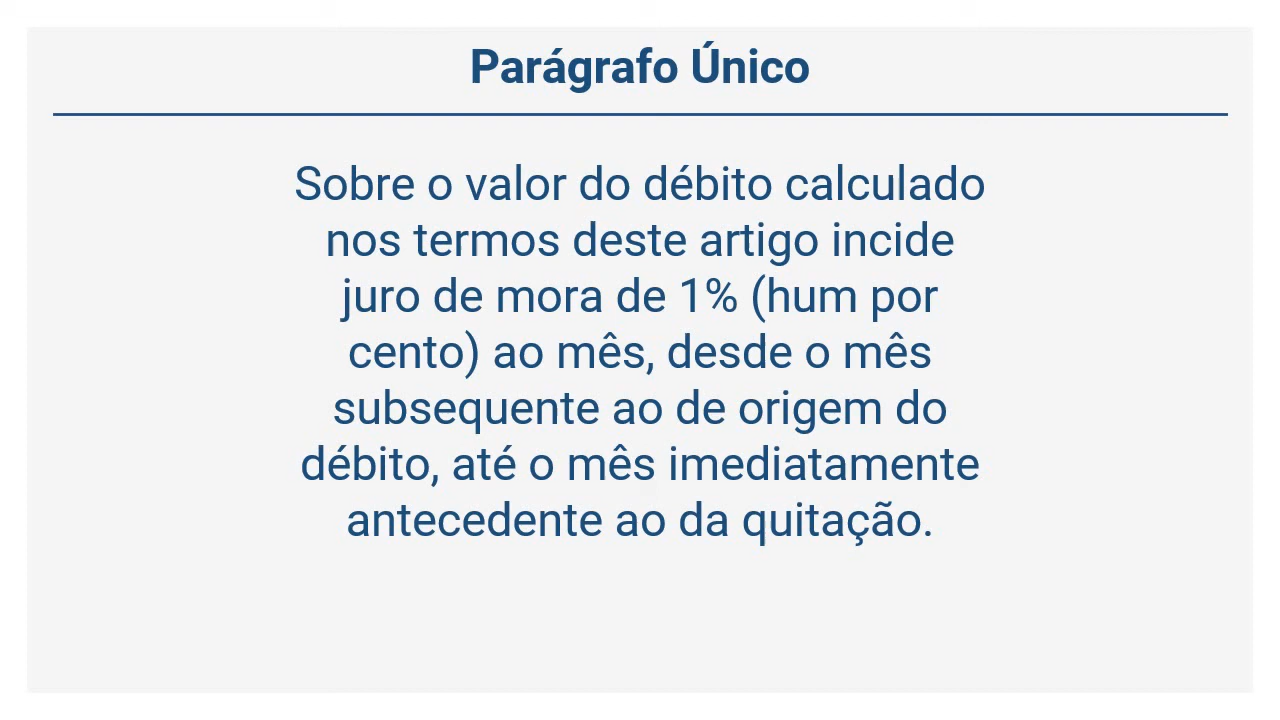 Parágrafo Único
Sobre o valor do débito calculado
nos termos deste artigo incide
juro de mora de 1% (hum por
cento) ao mês, desde o mês
subsequente ao de origem do
débito, até o mês imediatamente
antecedente ao da quitação.